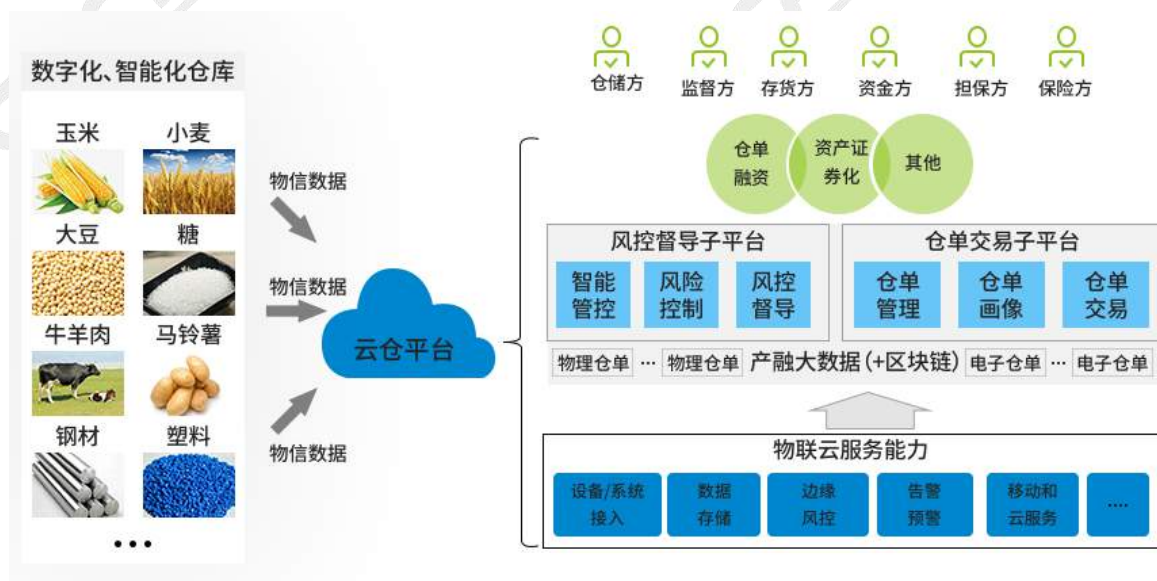 数字化、智能化仓库
玉米 小麦
大豆 糖
牛羊肉 马铃薯
钢材 塑料
•••
物信数据
物信数据
物信数据
云仓平台
仓储方 监督方 存货方 资金方 担保方 保险方
仓单
融资
资产证
券化
其他
风控督导子平台
智能
管控
风险
控制
风控
督导
仓单交易子平台
仓单
管理
仓单
画像
仓单
交易
物理仓单 ··· 物理仓单 产融大数据(+区块链) 电子仓单 ··· 电子仓单
物联云服务能力
设备/系统
接入
数据
存储
边缘
风控
告警
预警
移动和
云服务
····